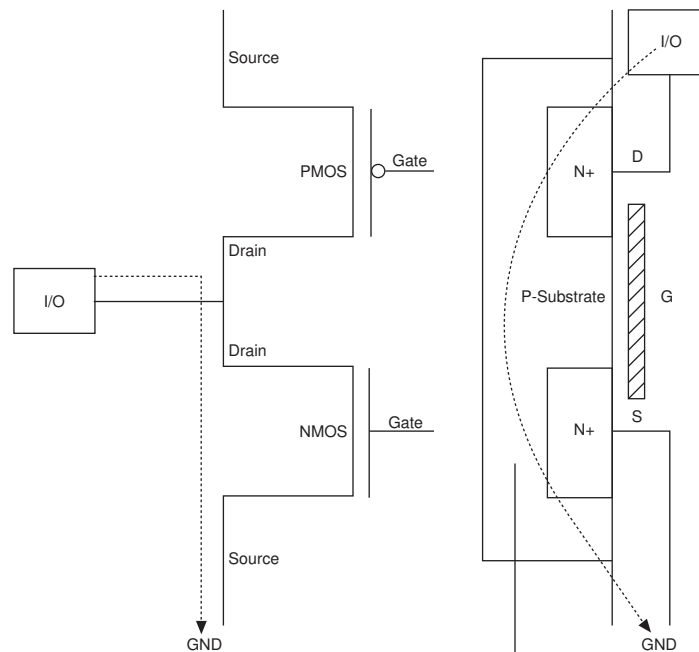 Source
PMOS
Gate
Drain
I/O
Drain
NMOS
Gate
Source
GND
I/O
D
N+
P-Substrate
G
N+
S
GND